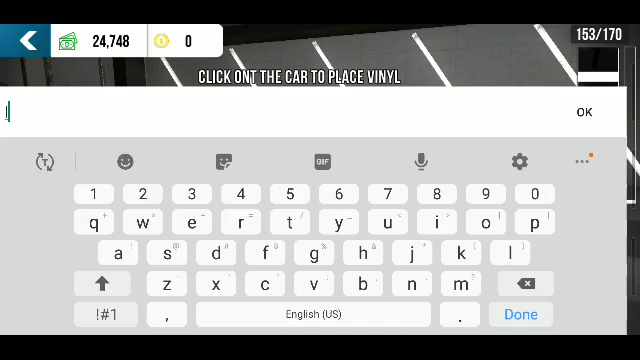 24,748 0 153/170
CLICK ONT THE CAR TO PLACE VINYL
OK
GIF
1 2 3 4 5 6 7 8 9 0
q w e r t y u i o p
a s d f g h j k l
z x c v b n m
!#1 , English (US) . Done